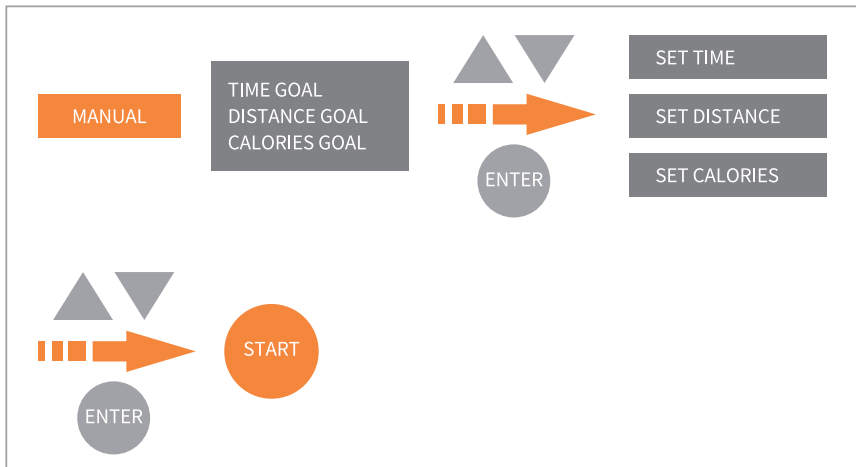 MANUAL
TIME GOAL
DISTANCE GOAL
CALORIES GOAL
ENTER
SET TIME
SET DISTANCE
SET CALORIES
ENTER
START